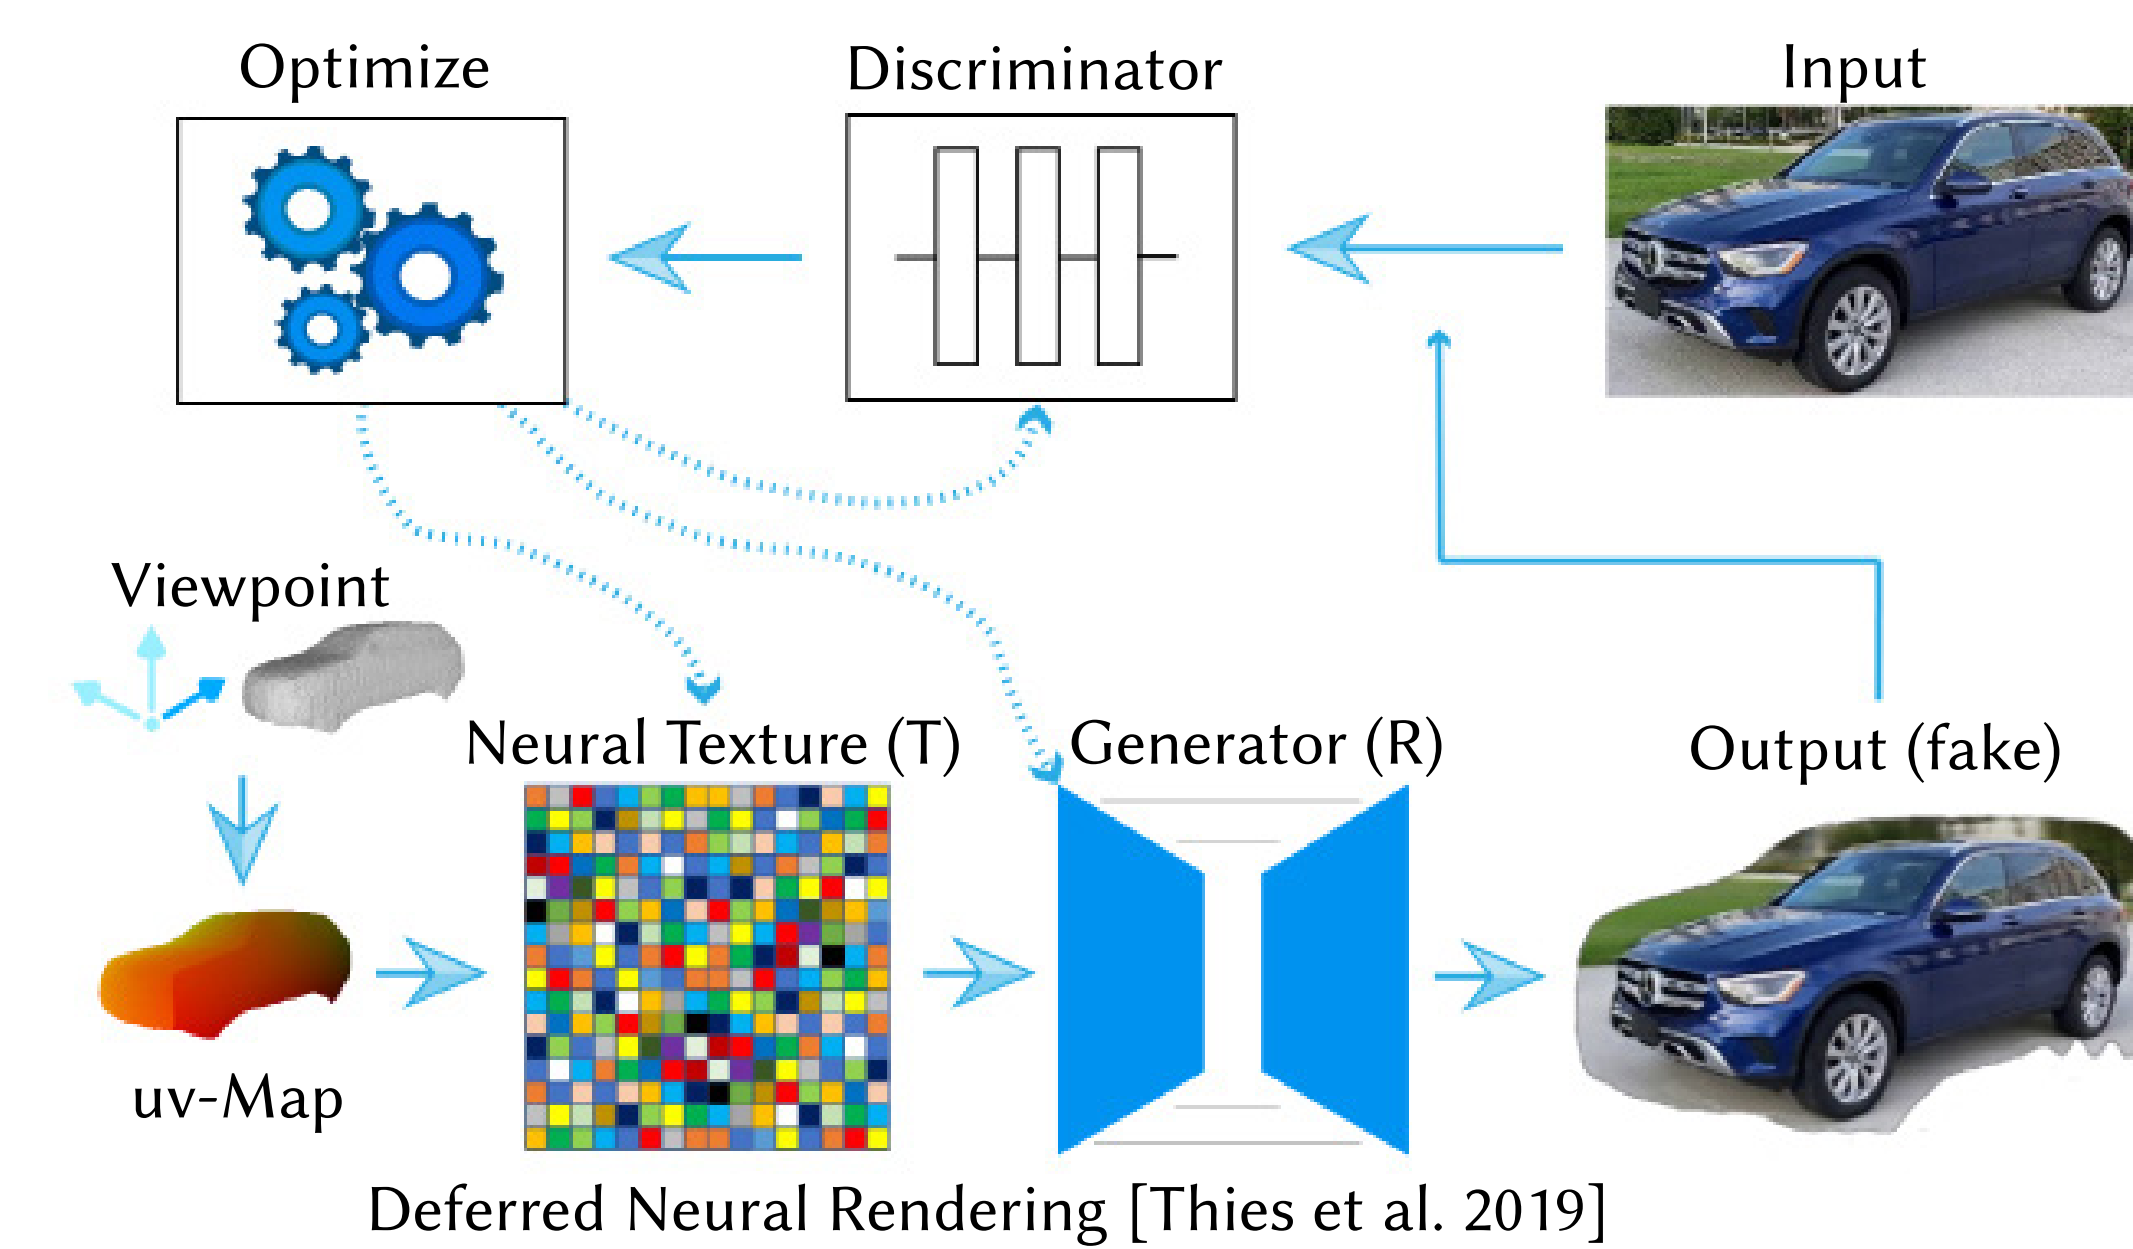 Optimize
Discriminator
Input
Viewpoint
Neural Texture (T)
Generator (R)
Output (fake)
uv-Map
Deferred Neural Rendering [Thies et al. 2019]